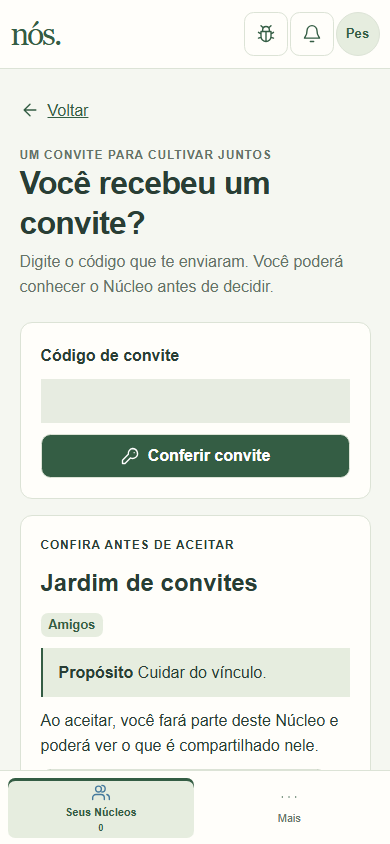 nós.
Pes
Voltar
UM CONVITE PARA CULTIVAR JUNTOS
Você recebeu um
convite?
Digite o código que te enviaram. Você poderá
conhecer o Núcleo antes de decidir.
Código de convite
Conferir convite
CONFIRA ANTES DE ACEITAR
Jardim de convites
Amigos
Propósito Cuidar do vínculo.
Ao aceitar, você fará parte deste Núcleo e
poderá ver o que é compartilhado nele.
Seus Núcleos
0
...
Mais